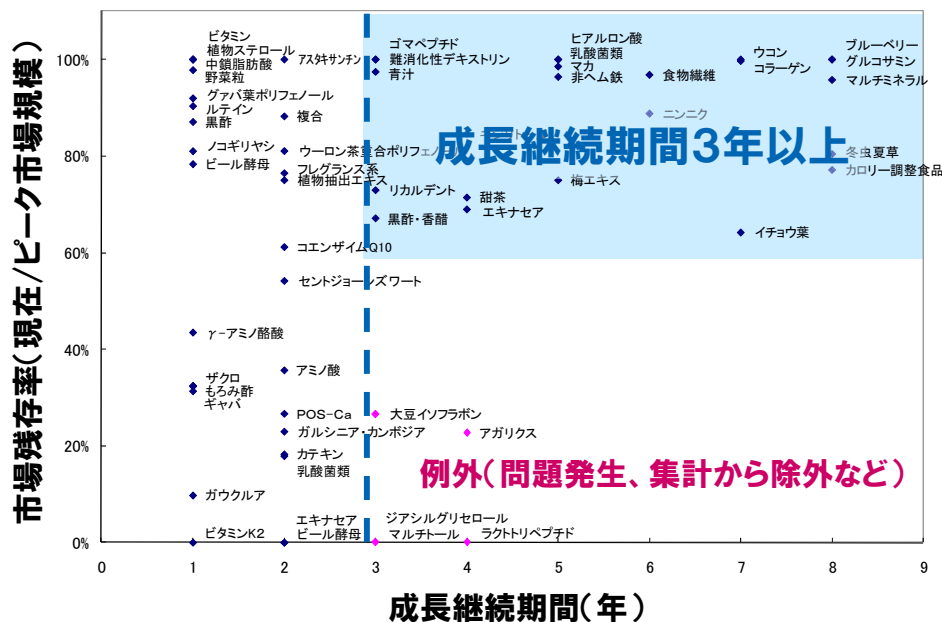 市場残存率(現在/ピーク市場規模)
100%
80%
60%
40%
20%
0%
ビタミン
植物ステロール
中鎖脂肪酸
野菜粒
グァバ葉ポリフェノール
ルテイン
黒酢
ノコギリヤシ
ビール酵母
γ-アミノ酪酸
ザクロ
もろみ酢
ギャバ
ガウクルア
ビタミンK2
アスタキサンチン
複合
ウーロン茶重合ポリフェノール
フレグランス系
植物抽出エキス
コエンザイムQ10
セントジョーンズワート
アミノ酸
POS-Ca
ガルシニア・カンボジア
カテキン
乳酸菌類
エキナセア
ビール酵母
ゴマペプチド
難消化性デキストリン
青汁
リカルデント
黒酢・香醋
大豆イソフラボン
ジアシルグリセロール
マルチトール
甜茶
エキナセア
アガリクス
ラクトトリペプチド
ヒアルロン酸
乳酸菌類
マカ
非ヘム鉄
梅エキス
食物繊維
ニンニク
ウコン
コラーゲン
イチョウ葉
ブルーベリー
グルコサミン
マルチミネラル
冬虫夏草
カロリー調整食品
成長継続期間3年以上
例外(問題発生、集計から除外など)
0
1
2
3
4
5
6
7
8
9
成長継続期間(年)